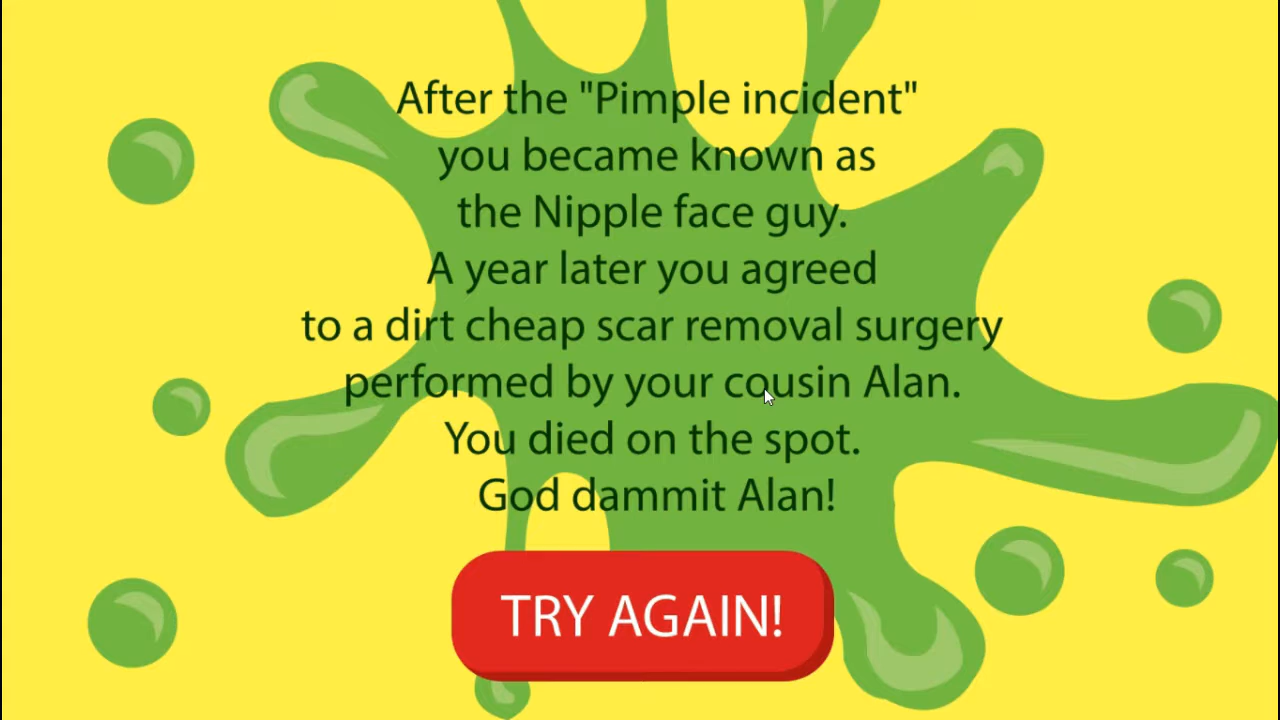 After the "Pimple incident"
you became known as
the Nipple face guy.
A year later you agreed
to a dirt cheap scar removal surgery
performed by your cousin Alan.
You died on the spot.
God dammit Alan!
TRY AGAIN!